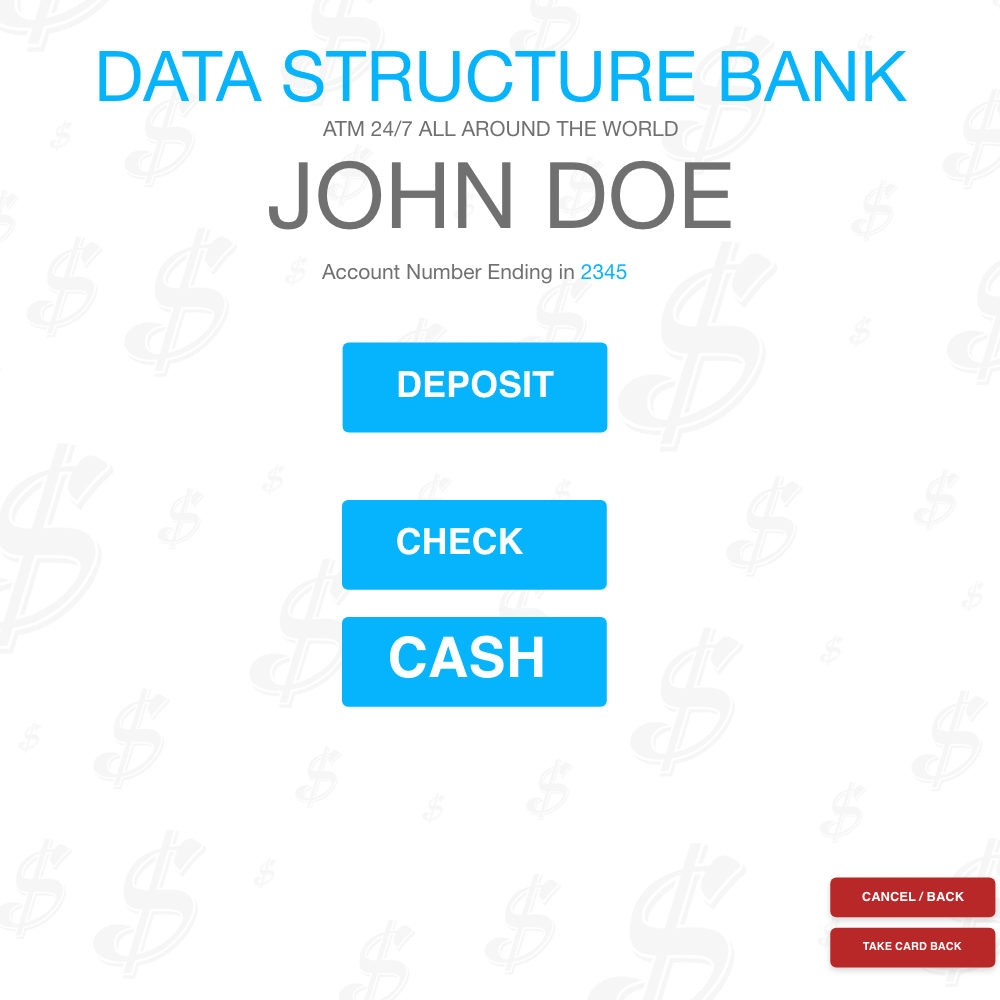 DATA STRUCTURE BANK
ATM 24/7 ALL AROUND THE WORLD
JOHN DOE
Account Number Ending in 2345
DEPOSIT
CHECK
CASH
CANCEL / BACK
TAKE CARD BACK